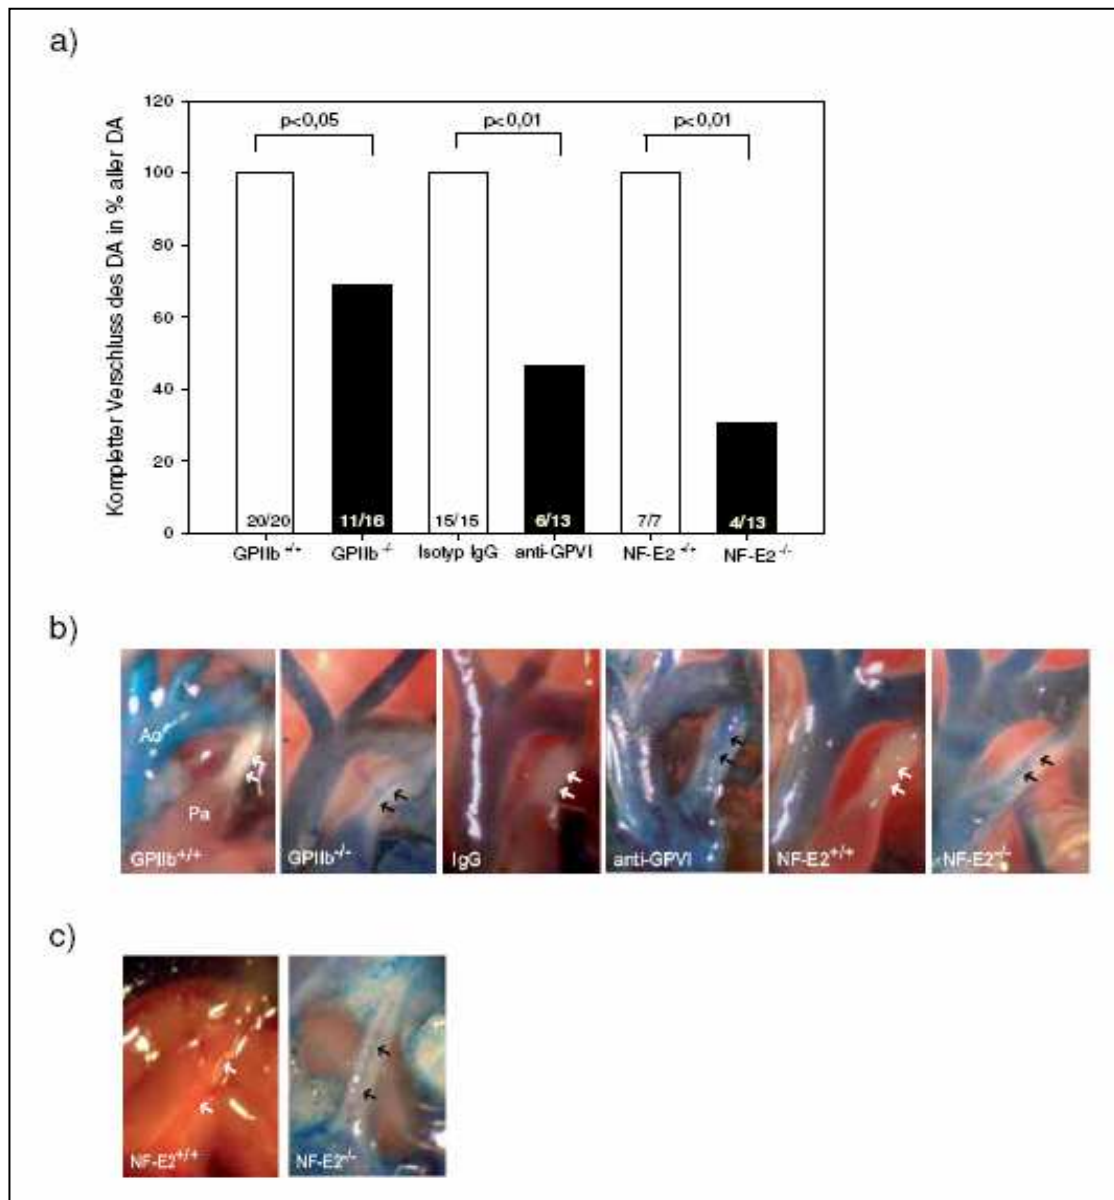 a)
Kompletter Verschluss des DA in % aller DA
120
100
80
60
40
20
0
p<0,05
p<0,01
p<0,01
20/20
11/16
15/15
6/13
7/7
4/13
GPIIb +/+
GPIIb -/-
Isotyp IgG
anti-GPVI
NF-E2 +/+
NF-E2 -/-
b)
Ao
Pa
GPIIb+/+
GPIIb-/-
IgG
anti-GPVI
NF-E2+/+
NF-E2-/-
c)
NF-E2+/+
NF-E2-/-